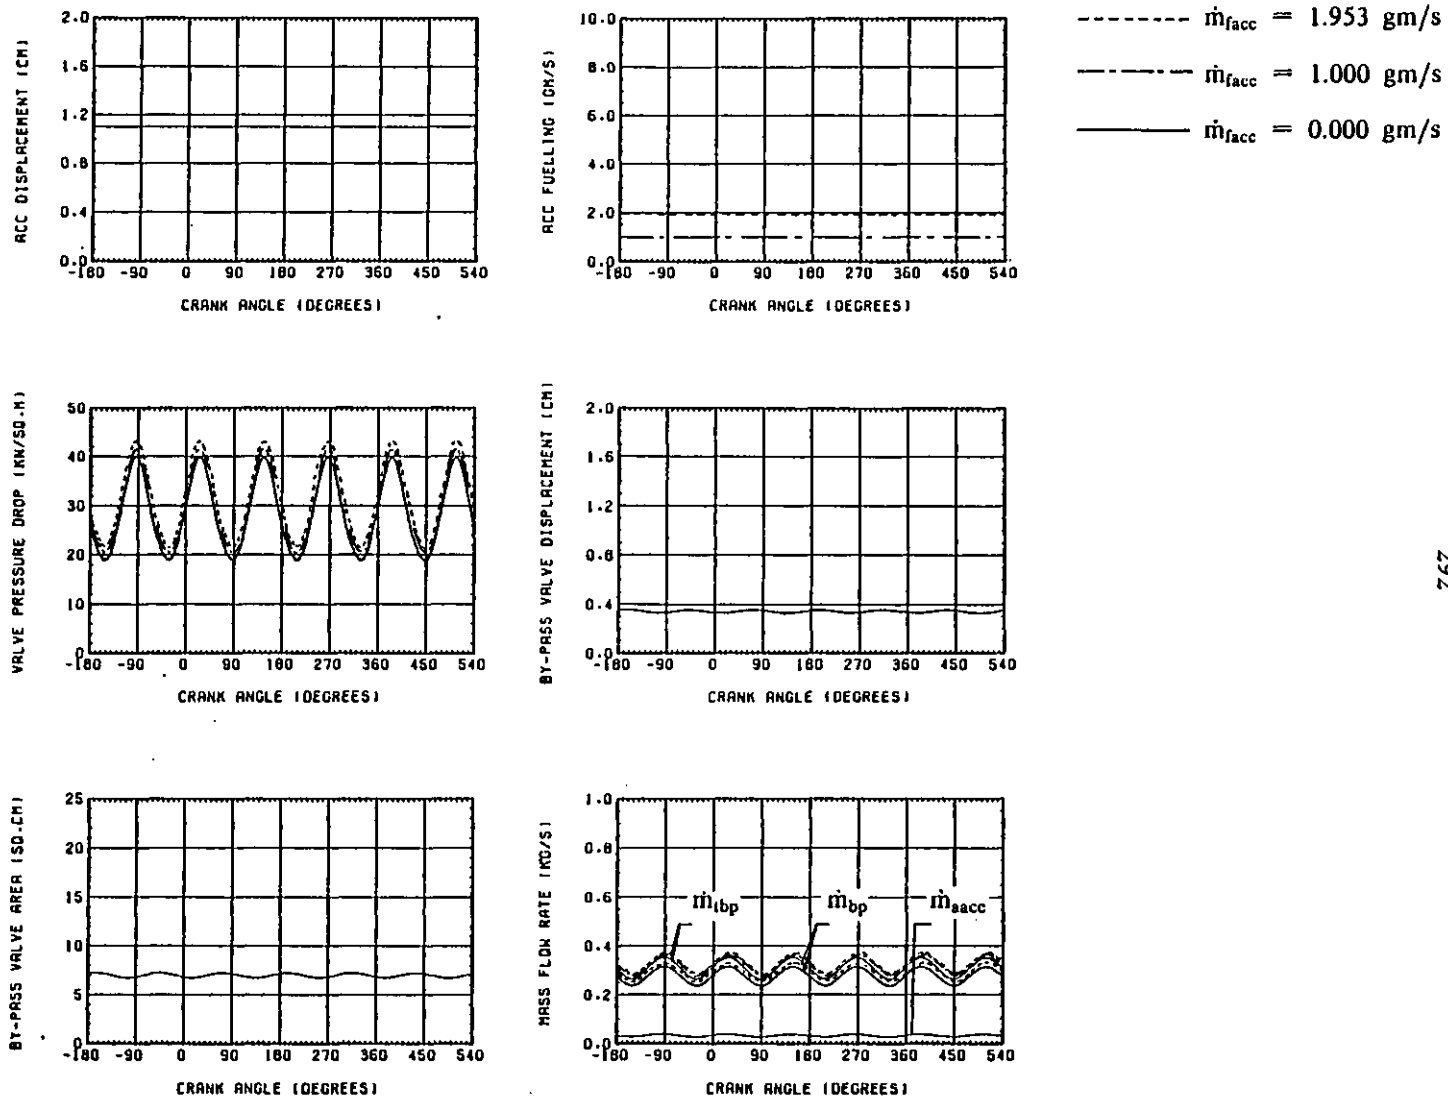 ACC DISPLACEMENT (CM)
2.0
1.6
1.2
0.8
0.4
0.0
-180 -90 0 90 180 270 360 450 540
CRANK ANGLE (DEGREES)
ACC FUELLING (GM/S)
10.0
8.0
6.0
4.0
2.0
0.0
-180 -90 0 90 180 270 360 450 540
CRANK ANGLE (DEGREES)
ṁfacc = 1.953 gm/s
ṁfacc = 1.000 gm/s
ṁfacc = 0.000 gm/s
VALVE PRESSURE DROP (KN/SQ.M)
50
40
30
20
10
0
-180 -90 0 90 180 270 360 450 540
CRANK ANGLE (DEGREES)
BY-PASS VALVE DISPLACEMENT (CM)
2.0
1.6
1.2
0.8
0.4
0.0
-180 -90 0 90 180 270 360 450 540
CRANK ANGLE (DEGREES)
292
BY-PASS VALVE AREA (SQ.CM)
25
20
15
10
5
0
-180 -90 0 90 180 270 360 450 540
CRANK ANGLE (DEGREES)
MASS FLOW RATE (KG/S)
1.0
0.8
0.6
0.4
0.2
0.0
ṁtbp ṁbp ṁaacc
-180 -90 0 90 180 270 360 450 540
CRANK ANGLE (DEGREES)